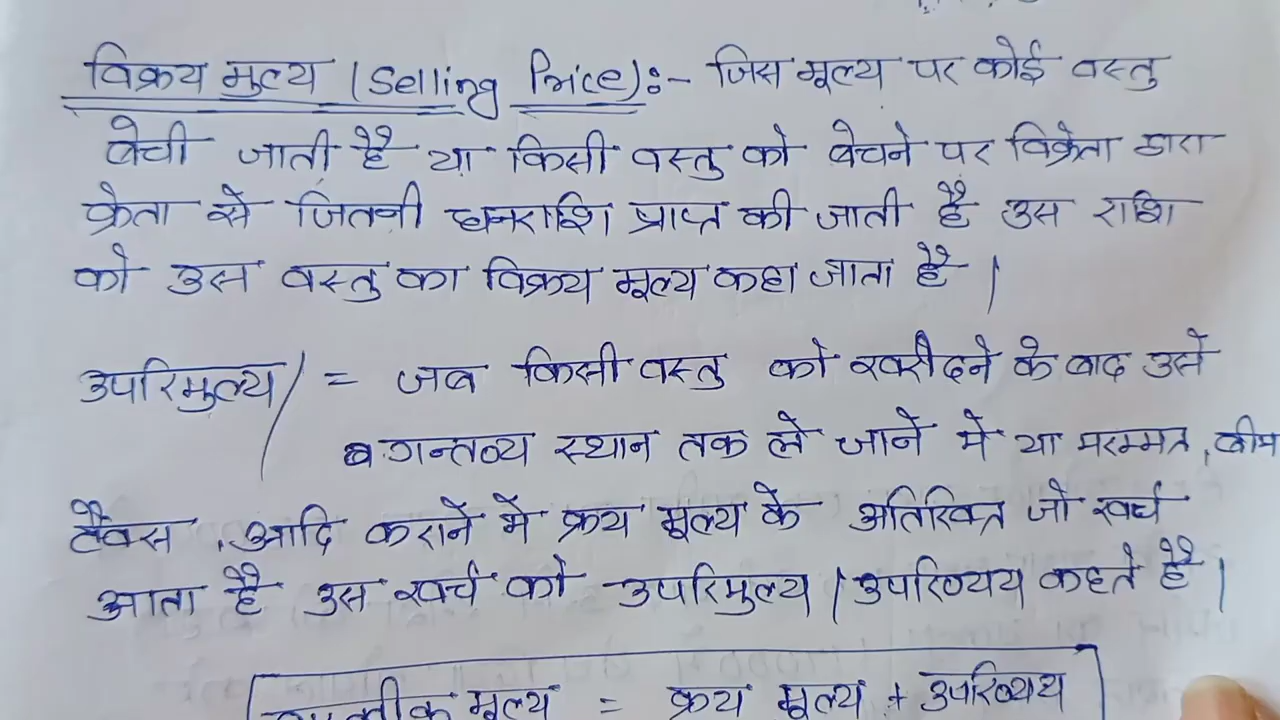 विक्रय मुल्य (Selling Price):- जिस मूल्य पर कोई वस्तु
बेची जाती है या किसी वस्तु को बेचने पर विक्रेता द्वारा
क्रेता से जितनी धनराशि प्राप्त की जाती है उस राशि
को उस वस्तु का विक्रय मूल्य कहा जाता है।
उपरिमुल्य/ = जब किसी वस्तु को खरीदने के बाद उसे
गन्तव्य स्थान तक ले जाने मे या मरम्मत, बीम
टैक्स, आदि कराने में क्रय मूल्य के अतिरिक्त जो खर्च
आता है उस खर्च को उपरिमुल्य/उपरिव्यय कहते है।
मूल्य = क्रय मूल्य + उपरिव्यय